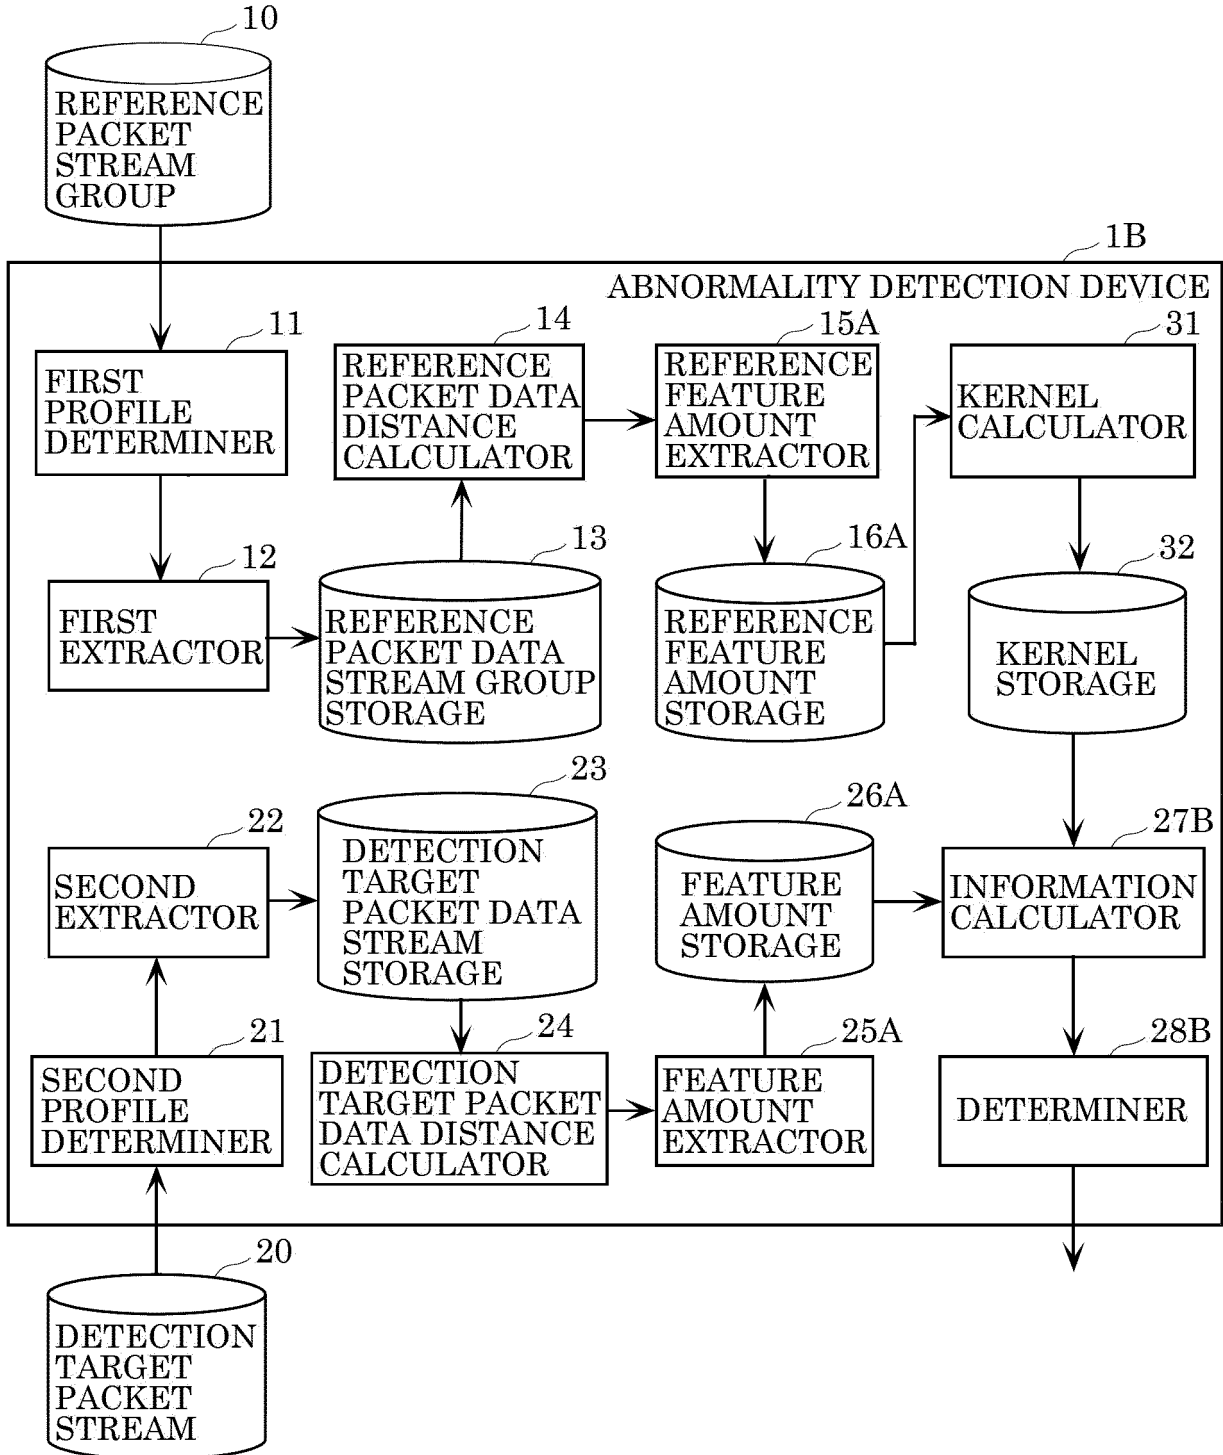 10
REFERENCE
PACKET
STREAM
GROUP
1B
ABNORMALITY DETECTION DEVICE
11
FIRST
PROFILE
DETERMINER
14
REFERENCE
PACKET DATA
DISTANCE
CALCULATOR
15A
REFERENCE
FEATURE
AMOUNT
EXTRACTOR
31
KERNEL
CALCULATOR
12
FIRST
EXTRACTOR
13
REFERENCE
PACKET DATA
STREAM GROUP
STORAGE
16A
REFERENCE
FEATURE
AMOUNT
STORAGE
32
KERNEL
STORAGE
22
SECOND
EXTRACTOR
23
DETECTION
TARGET
PACKET DATA
STREAM
STORAGE
26A
FEATURE
AMOUNT
STORAGE
27B
INFORMATION
CALCULATOR
21
SECOND
PROFILE
DETERMINER
24
DETECTION
TARGET PACKET
DATA DISTANCE
CALCULATOR
25A
FEATURE
AMOUNT
EXTRACTOR
28B
DETERMINER
20
DETECTION
TARGET
PACKET
STREAM